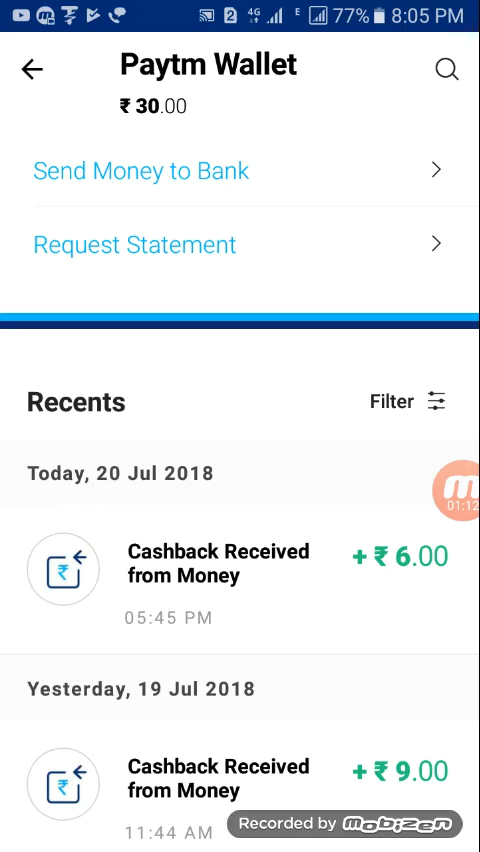 4G E 77% 8:05 PM
Paytm Wallet
₹ 30.00
Send Money to Bank
Request Statement
Recents
Filter
Today, 20 Jul 2018
01:12
Cashback Received
from Money
+ ₹ 6.00
05:45 PM
Yesterday, 19 Jul 2018
Cashback Received
from Money
+ ₹ 9.00
11:44 AM
Recorded by mobizen